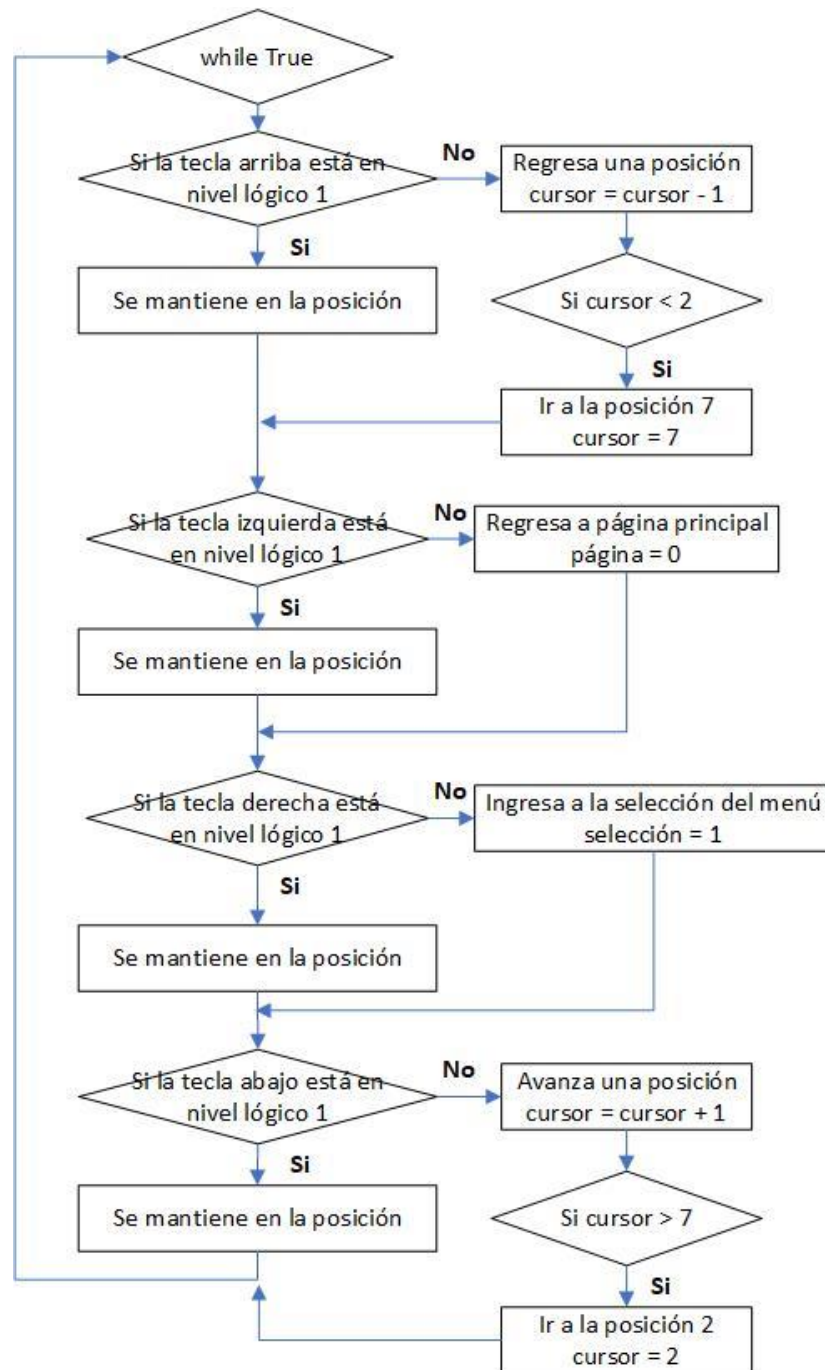 while True
Si la tecla arriba está en
nivel lógico 1
No
Regresa una posición
cursor = cursor - 1
Si
Se mantiene en la posición
Si cursor < 2
Si
Ir a la posición 7
cursor = 7
Si la tecla izquierda está
en nivel lógico 1
No
Regresa a página principal
página = 0
Si
Se mantiene en la posición
Si la tecla derecha está
en nivel lógico 1
No
Ingresa a la selección del menú
selección = 1
Si
Se mantiene en la posición
Si la tecla abajo está en
nivel lógico 1
No
Avanza una posición
cursor = cursor + 1
Si
Se mantiene en la posición
Si cursor > 7
Si
Ir a la posición 2
cursor = 2